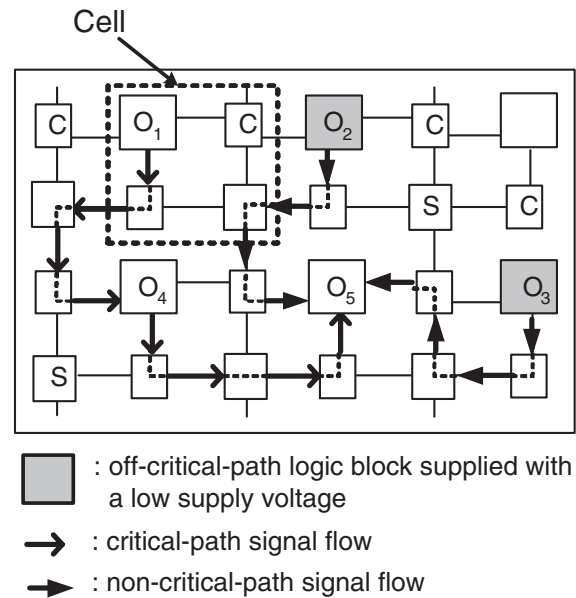 Cell
C O1 C O2 C
S C
O4 O5 O3
S
: off-critical-path logic block supplied with
a low supply voltage
: critical-path signal flow
: non-critical-path signal flow